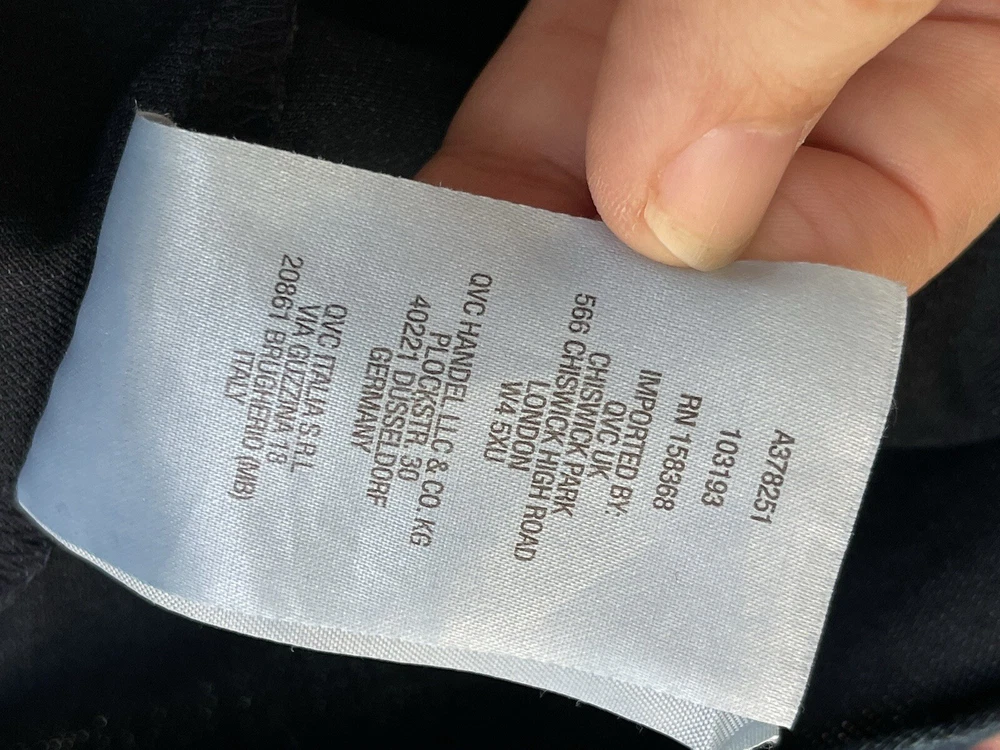 A378251
103193
RN 158368
IMPORTED BY:
QVC UK
CHISWICK PARK
566 CHISWICK HIGH ROAD
LONDON
W4 5XU
QVC HANDEL LLC & CO. KG
PLOCKSTR. 30
40221 DÜSSELDORF
GERMANY
QVC ITALIA S.R.L
VIA GUZZINA 18
20861 BRUGHERIO (MB)
ITALY